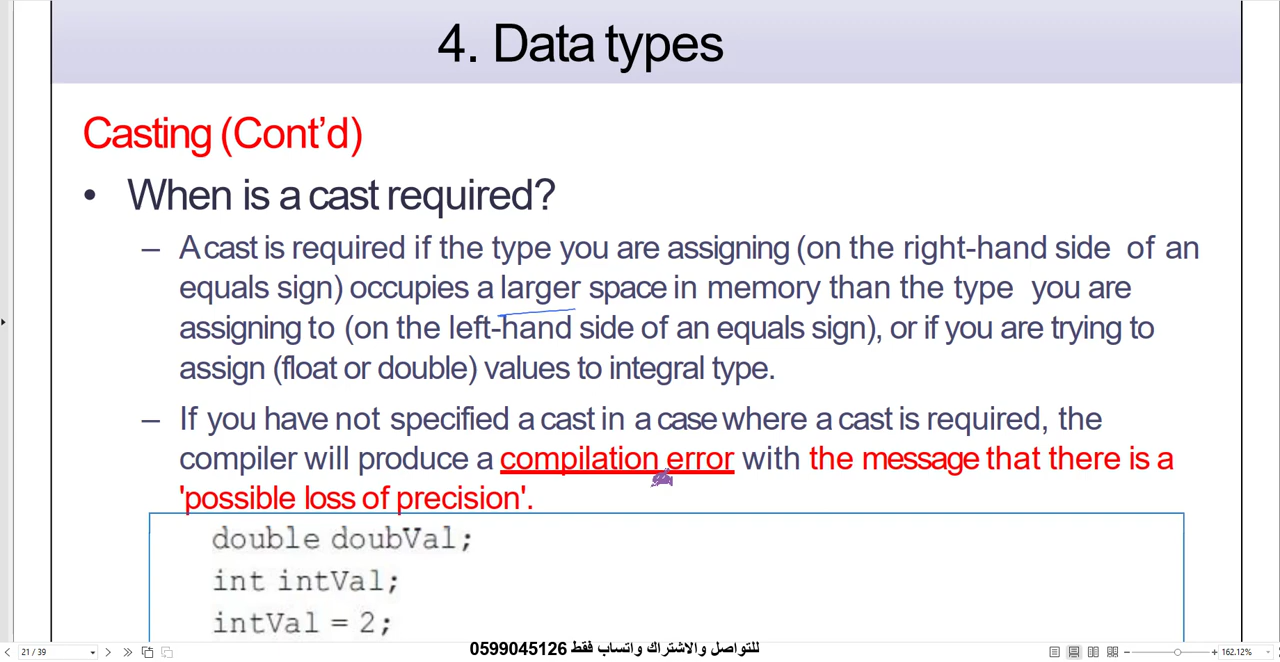 4. Data types
Casting (Cont’d)
• When is a cast required?
– A cast is required if the type you are assigning (on the right-hand side of an
equals sign) occupies a larger space in memory than the type you are
assigning to (on the left-hand side of an equals sign), or if you are trying to
assign (float or double) values to integral type.
– If you have not specified a cast in a case where a cast is required, the
compiler will produce a compilation error with the message that there is a
'possible loss of precision'.
double doubVal;
int intVal;
intVal = 2;
للتواصل والاشتراك واتساب فقط 0599045126
21 / 39
162.12%